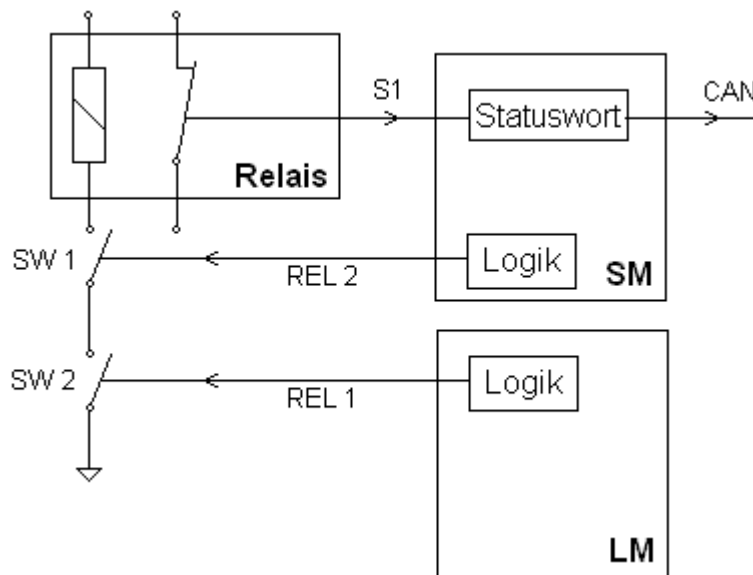 S1
CAN
Statuswort
Relais
SW 1
REL 2
Logik
SM
SW 2
REL 1
Logik
LM